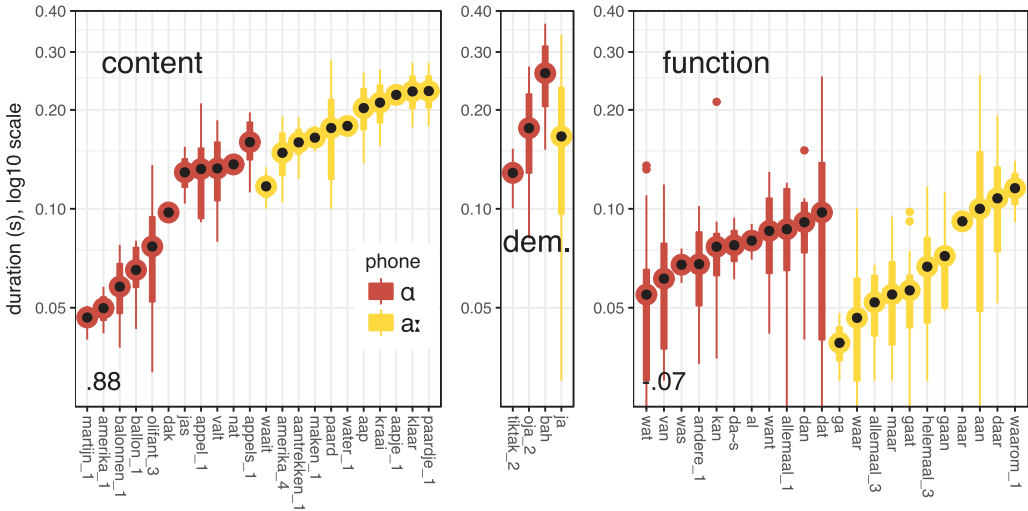 duration (s), log10 scale
0.40
0.30
0.20
0.10
0.05
content
.88
phone
ɑ
aː
martijn_1
amerika_1
balonnen_1
ballon_1
olifant_3
dak
jas
appel_1
valt
nat
appels_1
waait
amerika_4
aantrekken_1
maken_1
paard
water_1
aap
kraai
aapje_1
klaar
paardje_1
0.40
0.30
0.20
0.10
0.05
dem.
tiktak_2
oja_2
bah
ja
0.40
0.30
0.20
0.10
0.05
function
-.07
wat
van
was
andere_1
kan
da~s
al
want
allemaal_1
dan
dat
ga
waar
allemaal_3
maar
gaat
helemaal_3
gaan
naar
aan
daar
waarom_1